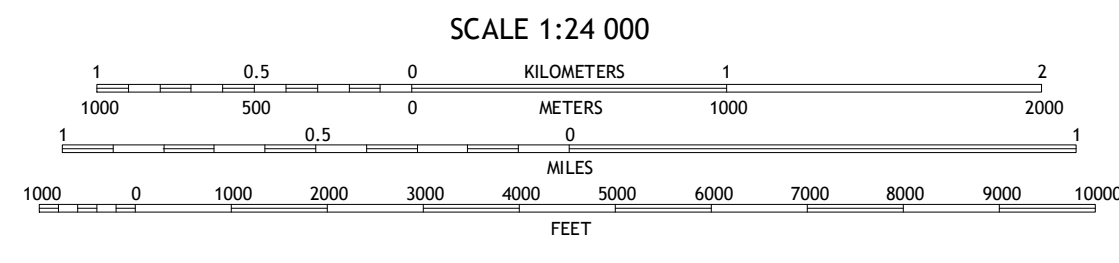 SCALE 1:24 000
1 0.5 0 KILOMETERS 1 2
1000 500 0 METERS 1000 2000
1 0.5 0 1
MILES
1000 0 1000 2000 3000 4000 5000 6000 7000 8000 9000 10000
FEET